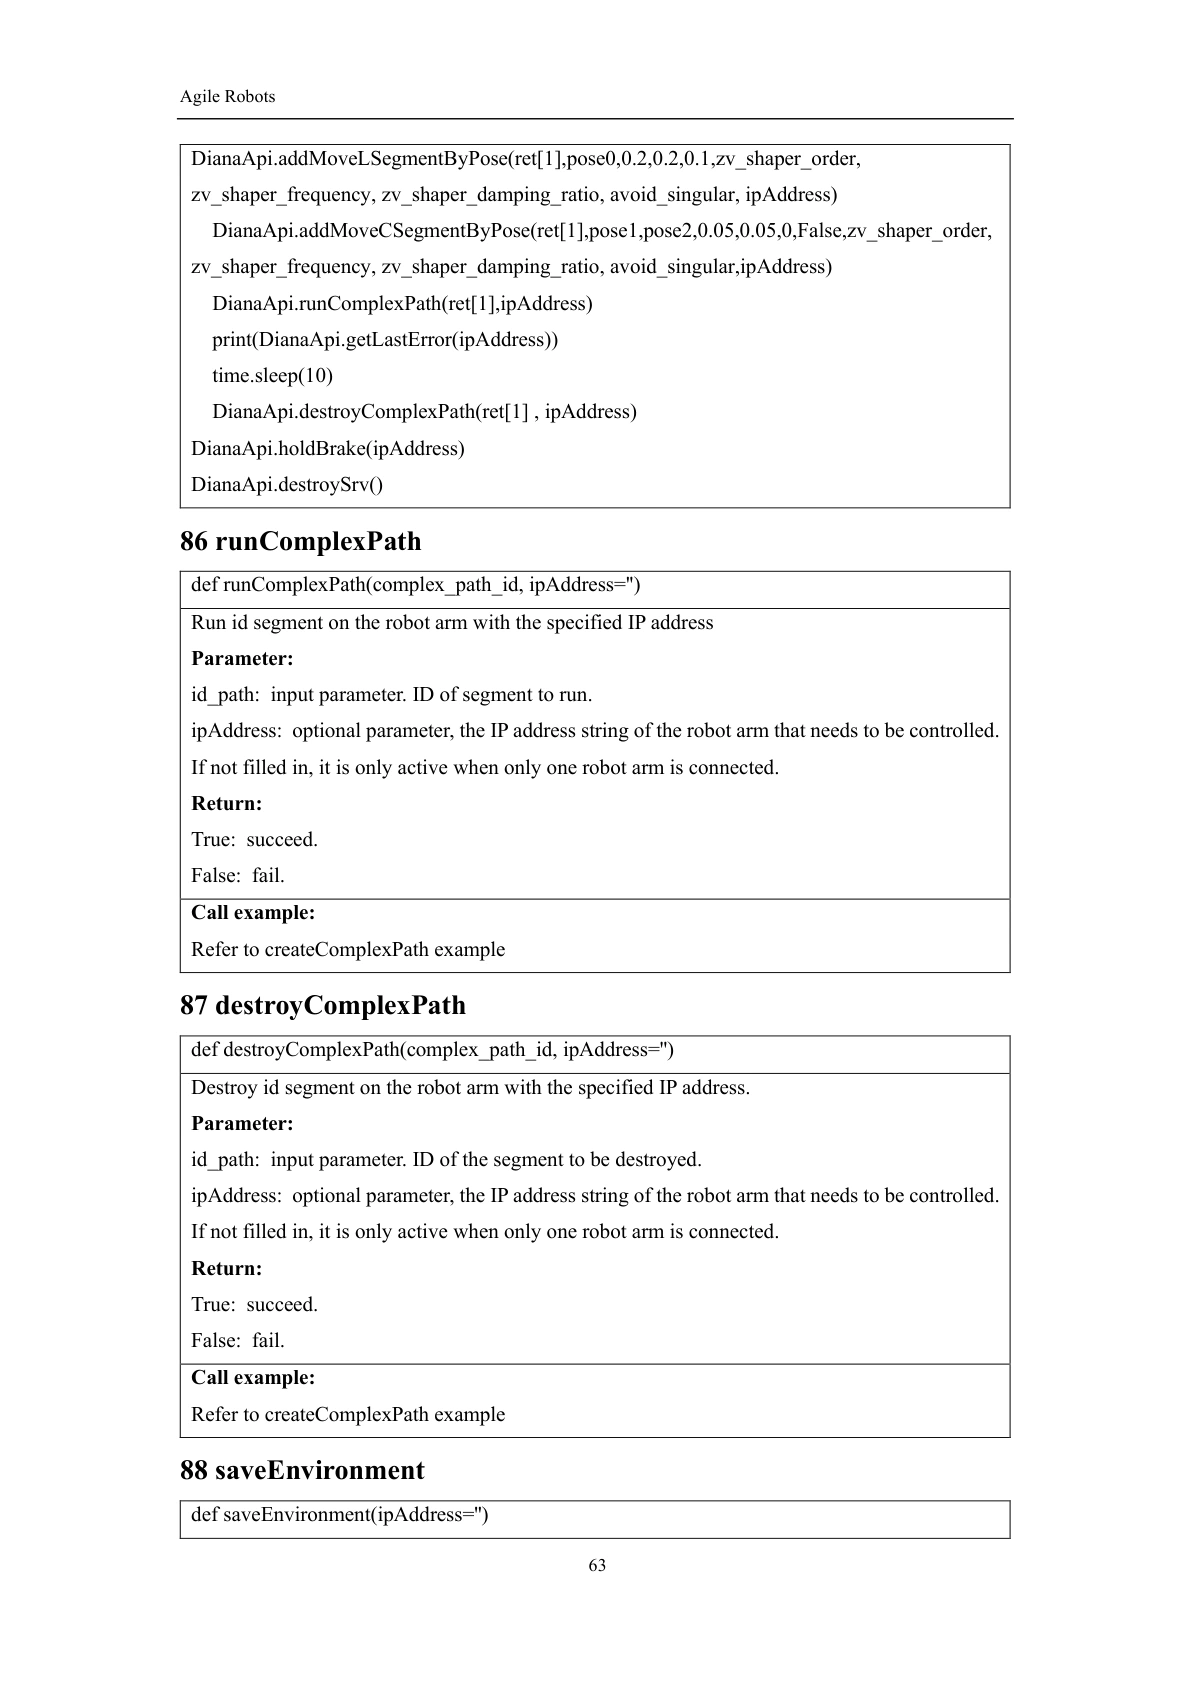 Agile Robots
DianaApi.addMoveLSegmentByPose(ret[1],pose0,0.2,0.2,0.1,zv_shaper_order,
zv_shaper_frequency, zv_shaper_damping_ratio, avoid_singular, ipAddress)
DianaApi.addMoveCSegmentByPose(ret[1],pose1,pose2,0.05,0.05,0,False,zv_shaper_order,
zv_shaper_frequency, zv_shaper_damping_ratio, avoid_singular,ipAddress)
DianaApi.runComplexPath(ret[1],ipAddress)
print(DianaApi.getLastError(ipAddress))
time.sleep(10)
DianaApi.destroyComplexPath(ret[1] , ipAddress)
DianaApi.holdBrake(ipAddress)
DianaApi.destroySrv()
86 runComplexPath
def runComplexPath(complex_path_id, ipAddress='')
Run id segment on the robot arm with the specified IP address
Parameter:
id_path: input parameter. ID of segment to run.
ipAddress: optional parameter, the IP address string of the robot arm that needs to be controlled.
If not filled in, it is only active when only one robot arm is connected.
Return:
True: succeed.
False: fail.
Call example:
Refer to createComplexPath example
87 destroyComplexPath
def destroyComplexPath(complex_path_id, ipAddress='')
Destroy id segment on the robot arm with the specified IP address.
Parameter:
id_path: input parameter. ID of the segment to be destroyed.
ipAddress: optional parameter, the IP address string of the robot arm that needs to be controlled.
If not filled in, it is only active when only one robot arm is connected.
Return:
True: succeed.
False: fail.
Call example:
Refer to createComplexPath example
88 saveEnvironment
def saveEnvironment(ipAddress='')
63